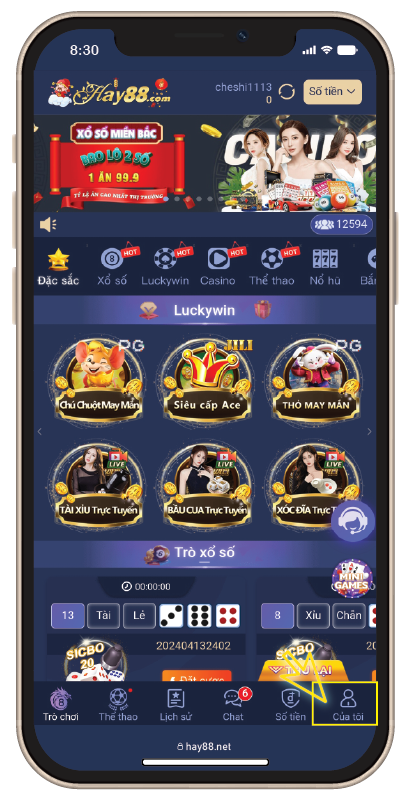 8:30
Hay88.com
cheshi1113
0
Số tiền
XỔ SỐ MIỀN BẮC
BAO LÔ 2 SỐ
1 ĂN 99.9
TỶ LỆ ĂN CAO NHẤT THỊ TRƯỜNG
CASINO
12594
HOT HOT HOT HOT
Đặc sắc Xổ số Luckywin Casino Thể thao Nổ hũ Bắn
Luckywin
PG JILI PG
Chú Chuột May Mắn Siêu cấp Ace THỎ MAY MẮN
LIVE LIVE LIVE
TÀI XỈU Trực Tuyến BẦU CUA Trực Tuyến XÓC ĐĨA Trực T
Trò xổ số
MINI GAMES
00:00:00
13 Tài Lẻ 8 Xỉu Chẵn
SICBO 20 202404132402 SICBO
Đặt cược
6
Trò chơi Thể thao Lịch sử Chat Số tiền Của tôi
hay88.net